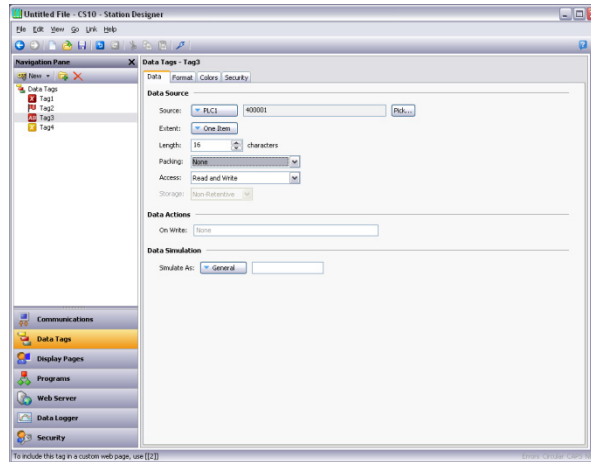 Untitled File - CS10 - Station Designer
File Edit View Go Link Help
Navigation Pane
New
Data Tags
Tag1
Tag2
Tag3
Tag4
Communications
Data Tags
Display Pages
Programs
Web Server
Data Logger
Security
Data Tags - Tag3
Data Format Colors Security
Data Source
Source: PLC1 400001 Pick...
Extent: One Item
Length: 16 characters
Packing: None
Access: Read and Write
Storage: Non-Retentive
Data Actions
On Write: None
Data Simulation
Simulate As: General
To include this tag in a custom web page, use [[2]]
Errors Circular CAPS